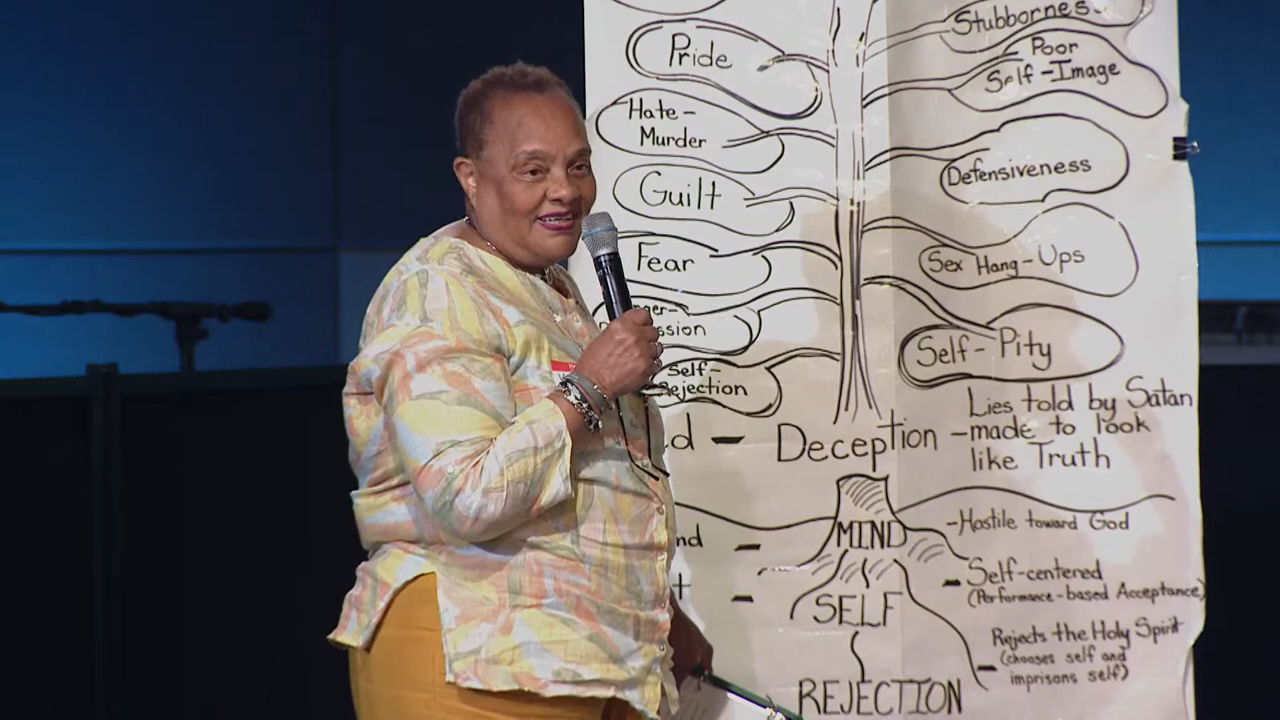 Pride
Hate-
Murder
Guilt
Fear
Self-
Stubbornes
Poor
Self-Image
Defensiveness
Sex Hang-Ups
Self-Pity
Deception
Lies told by Satan
-made to look
like Truth
MIND
-Hostile toward God
- Self-centered
(Performance-based Acceptance)
SELF
- Rejects the Holy Spirit
(chooses self and
imprisons self)
REJECTION